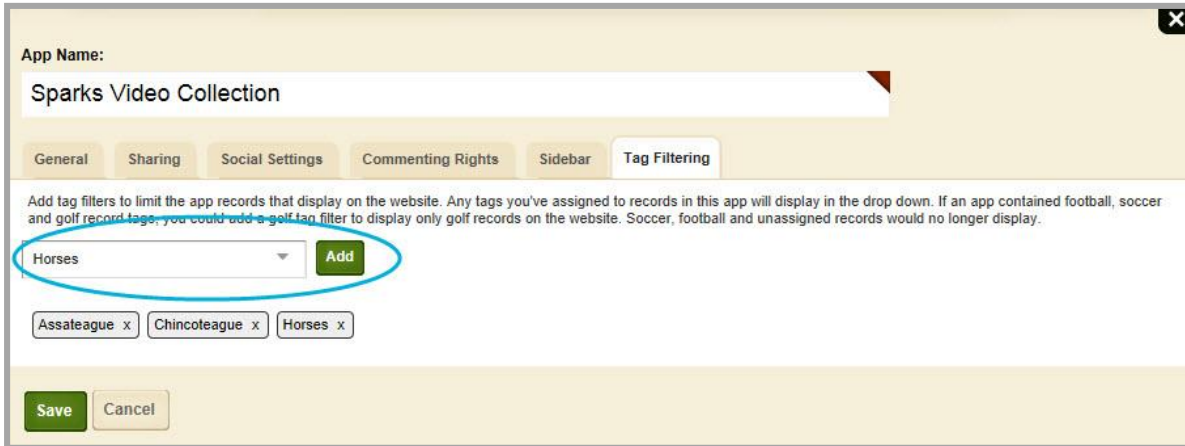 X
App Name:
Sparks Video Collection
General Sharing Social Settings Commenting Rights Sidebar Tag Filtering
Add tag filters to limit the app records that display on the website. Any tags you've assigned to records in this app will display in the drop down. If an app contained football, soccer
and golf record tags, you could add a golf tag filter to display only golf records on the website. Soccer, football and unassigned records would no longer display.
Horses Add
Assateague x Chincoteague x Horses x
Save Cancel